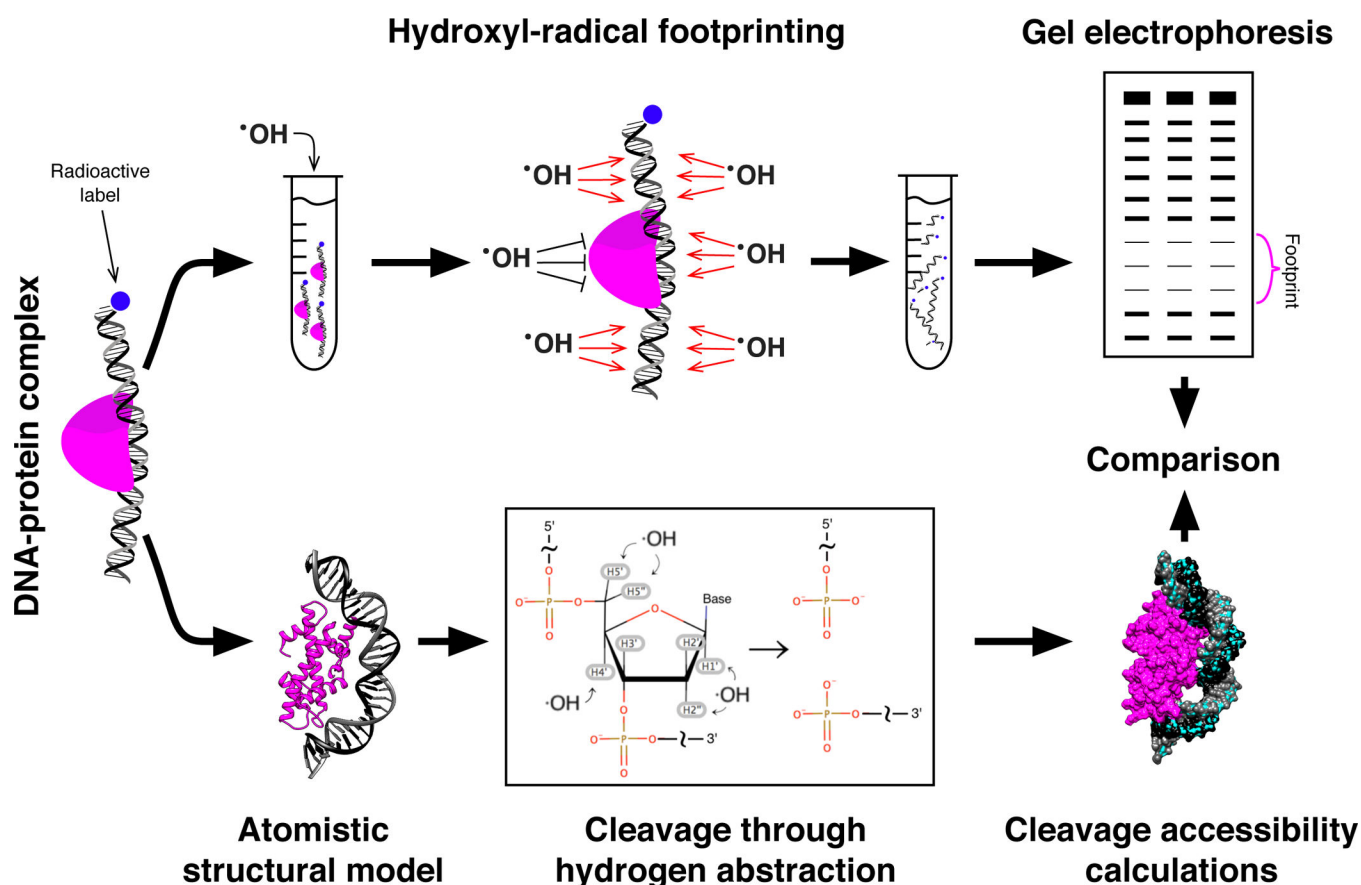 Hydroxyl-radical footprinting
Gel electrophoresis
DNA-protein complex
Radioactive
label
•OH
•OH
•OH
•OH
•OH
•OH
•OH
Footprint
Comparison
5'
O
O⁻
P
O
O
H5'
H5''
•OH
O
Base
H3'
H2'
H4'
H1'
•OH
H2''
•OH
O
O⁻
P
O
3'
O
5'
O
O⁻
P
O⁻
O
O⁻
O⁻
P
O
3'
O
Atomistic
structural model
Cleavage through
hydrogen abstraction
Cleavage accessibility
calculations